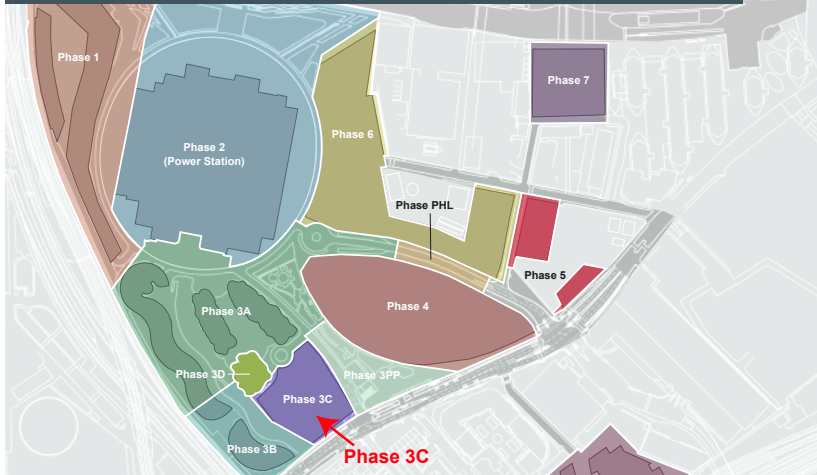 Phase 1
Phase 7
Phase 6
Phase 2
(Power Station)
Phase PHL
Phase 5
Phase 4
Phase 3A
Phase 3D
Phase 3PP
Phase 3C
Phase 3B
Phase 3C